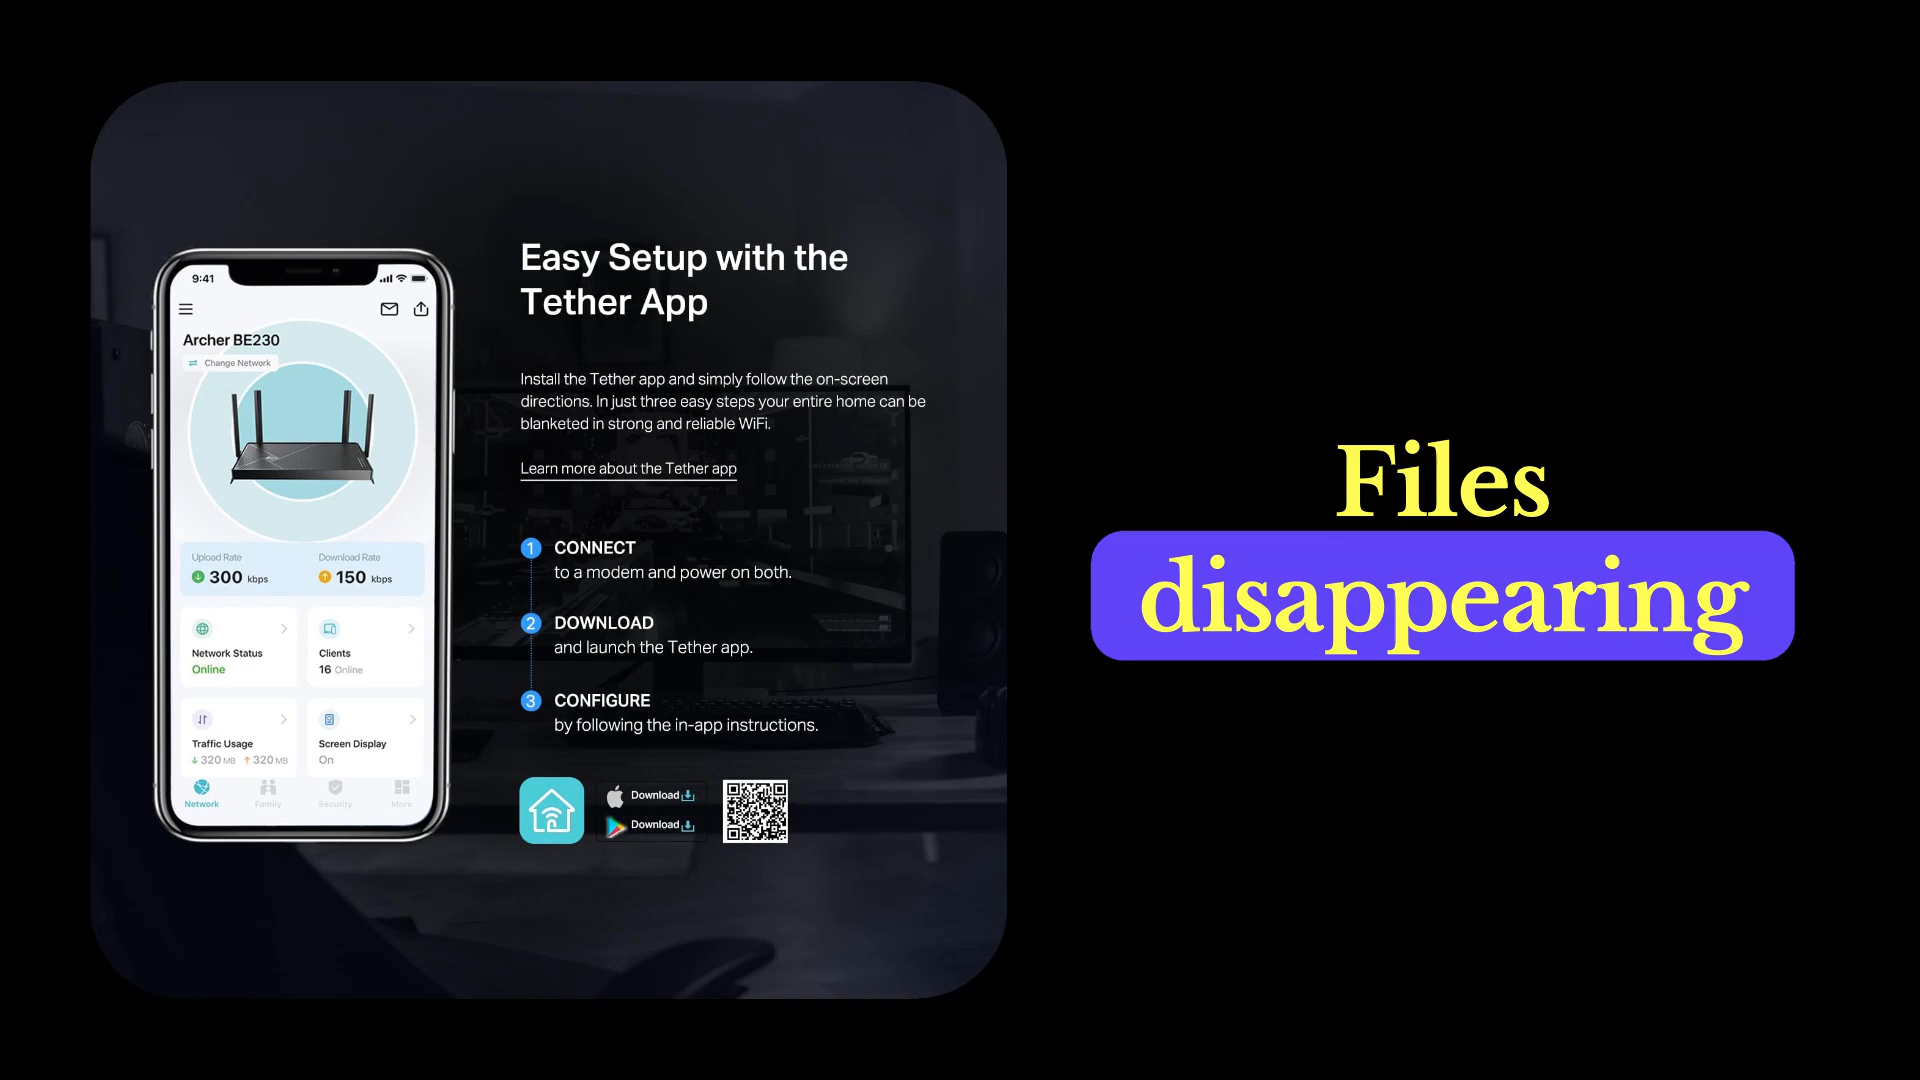 9:41
Archer BE230
Change Network
Upload Rate
Download Rate
300 kbps
150 kbps
Network Status
Online
Clients
16 Online
Traffic Usage
320 MB 320 MB
Screen Display
On
Network
Family
Security
More
Easy Setup with the
Tether App
Install the Tether app and simply follow the on-screen
directions. In just three easy steps your entire home can be
blanketed in strong and reliable WiFi.
Learn more about the Tether app
1 CONNECT
to a modem and power on both.
2 DOWNLOAD
and launch the Tether app.
3 CONFIGURE
by following the in-app instructions.
Download
Download
Files
disappearing